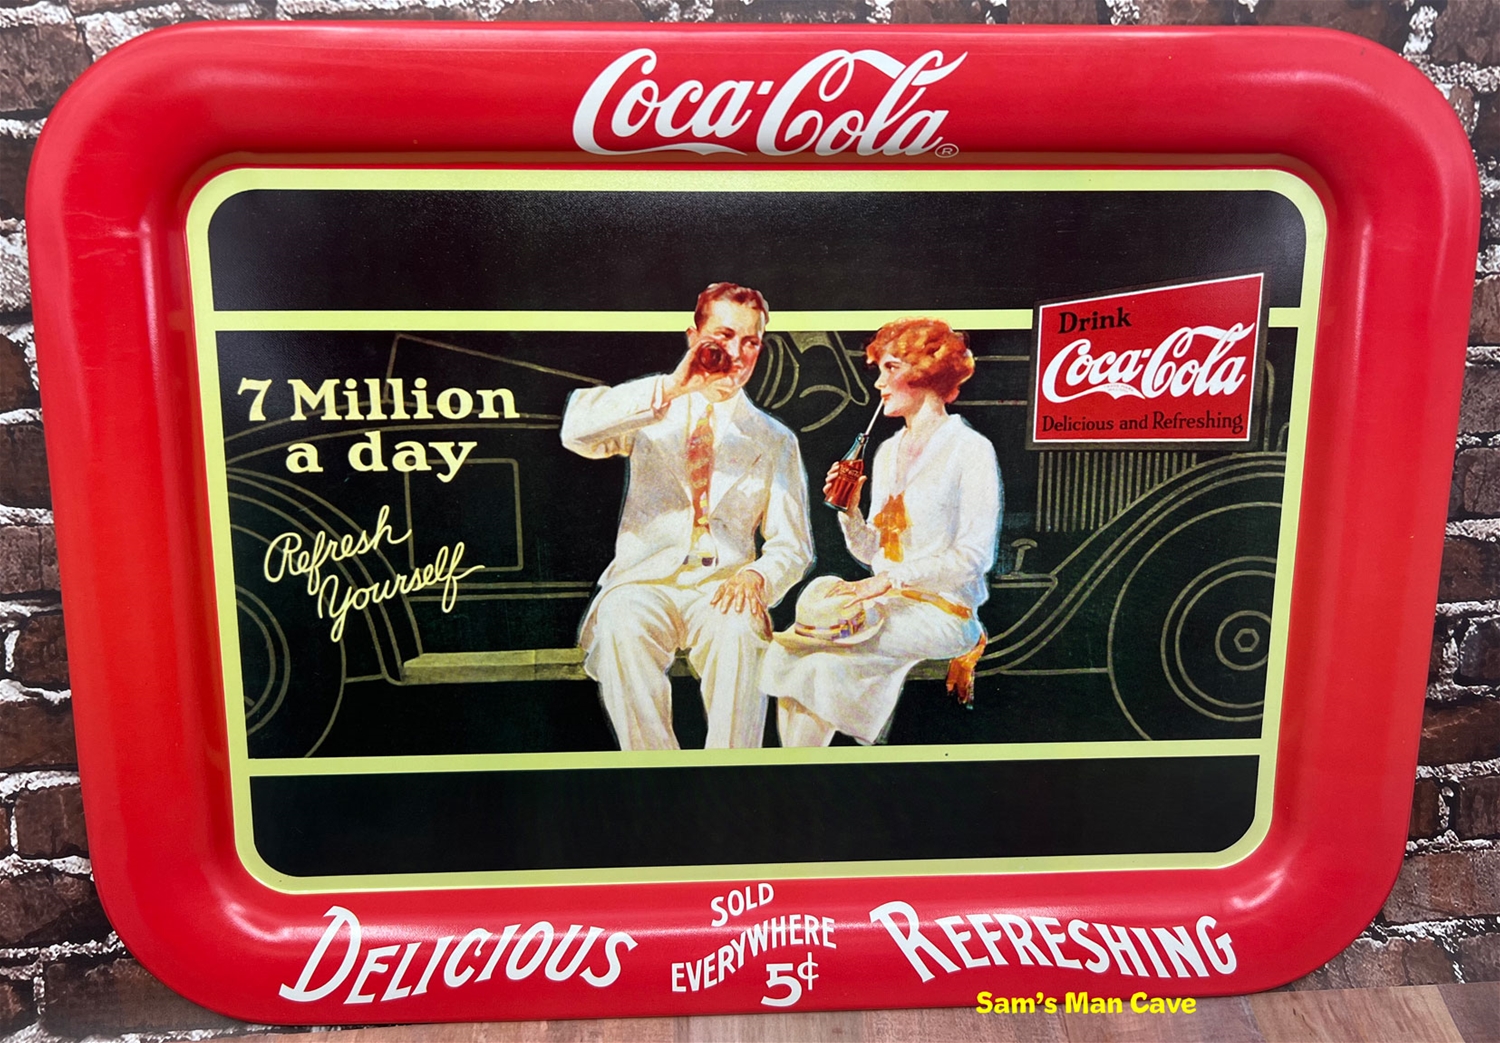 Coca-Cola®
7 Million
a day
Refresh
Yourself
Drink
Coca-Cola
Delicious and Refreshing
DELICIOUS
SOLD
EVERYWHERE
5¢
REFRESHING
Sam's Man Cave